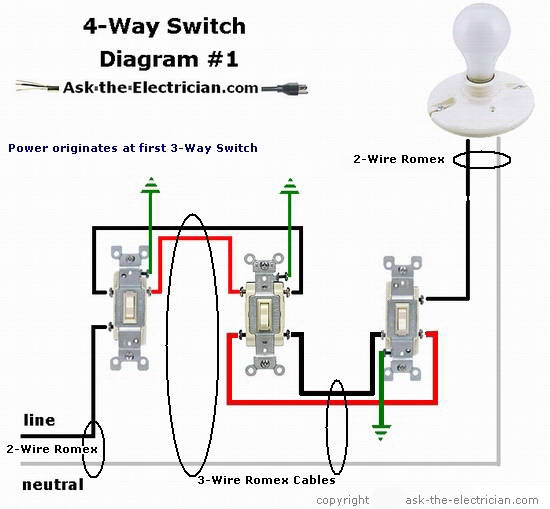 4-Way Switch
Diagram #1
Ask-the-Electrician.com
Power originates at first 3-Way Switch
2-Wire Romex
line
2-Wire Romex
3-Wire Romex Cables
neutral
copyright ask-the-electrician.com